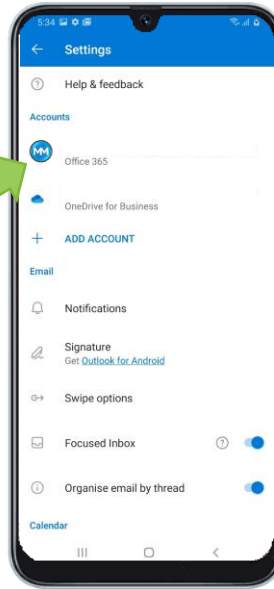 5:34
Settings
Help & feedback
Accounts
MM
Office 365
OneDrive for Business
ADD ACCOUNT
Email
Notifications
Signature
Get Outlook for Android
Swipe options
Focused Inbox
Organise email by thread
Calendar